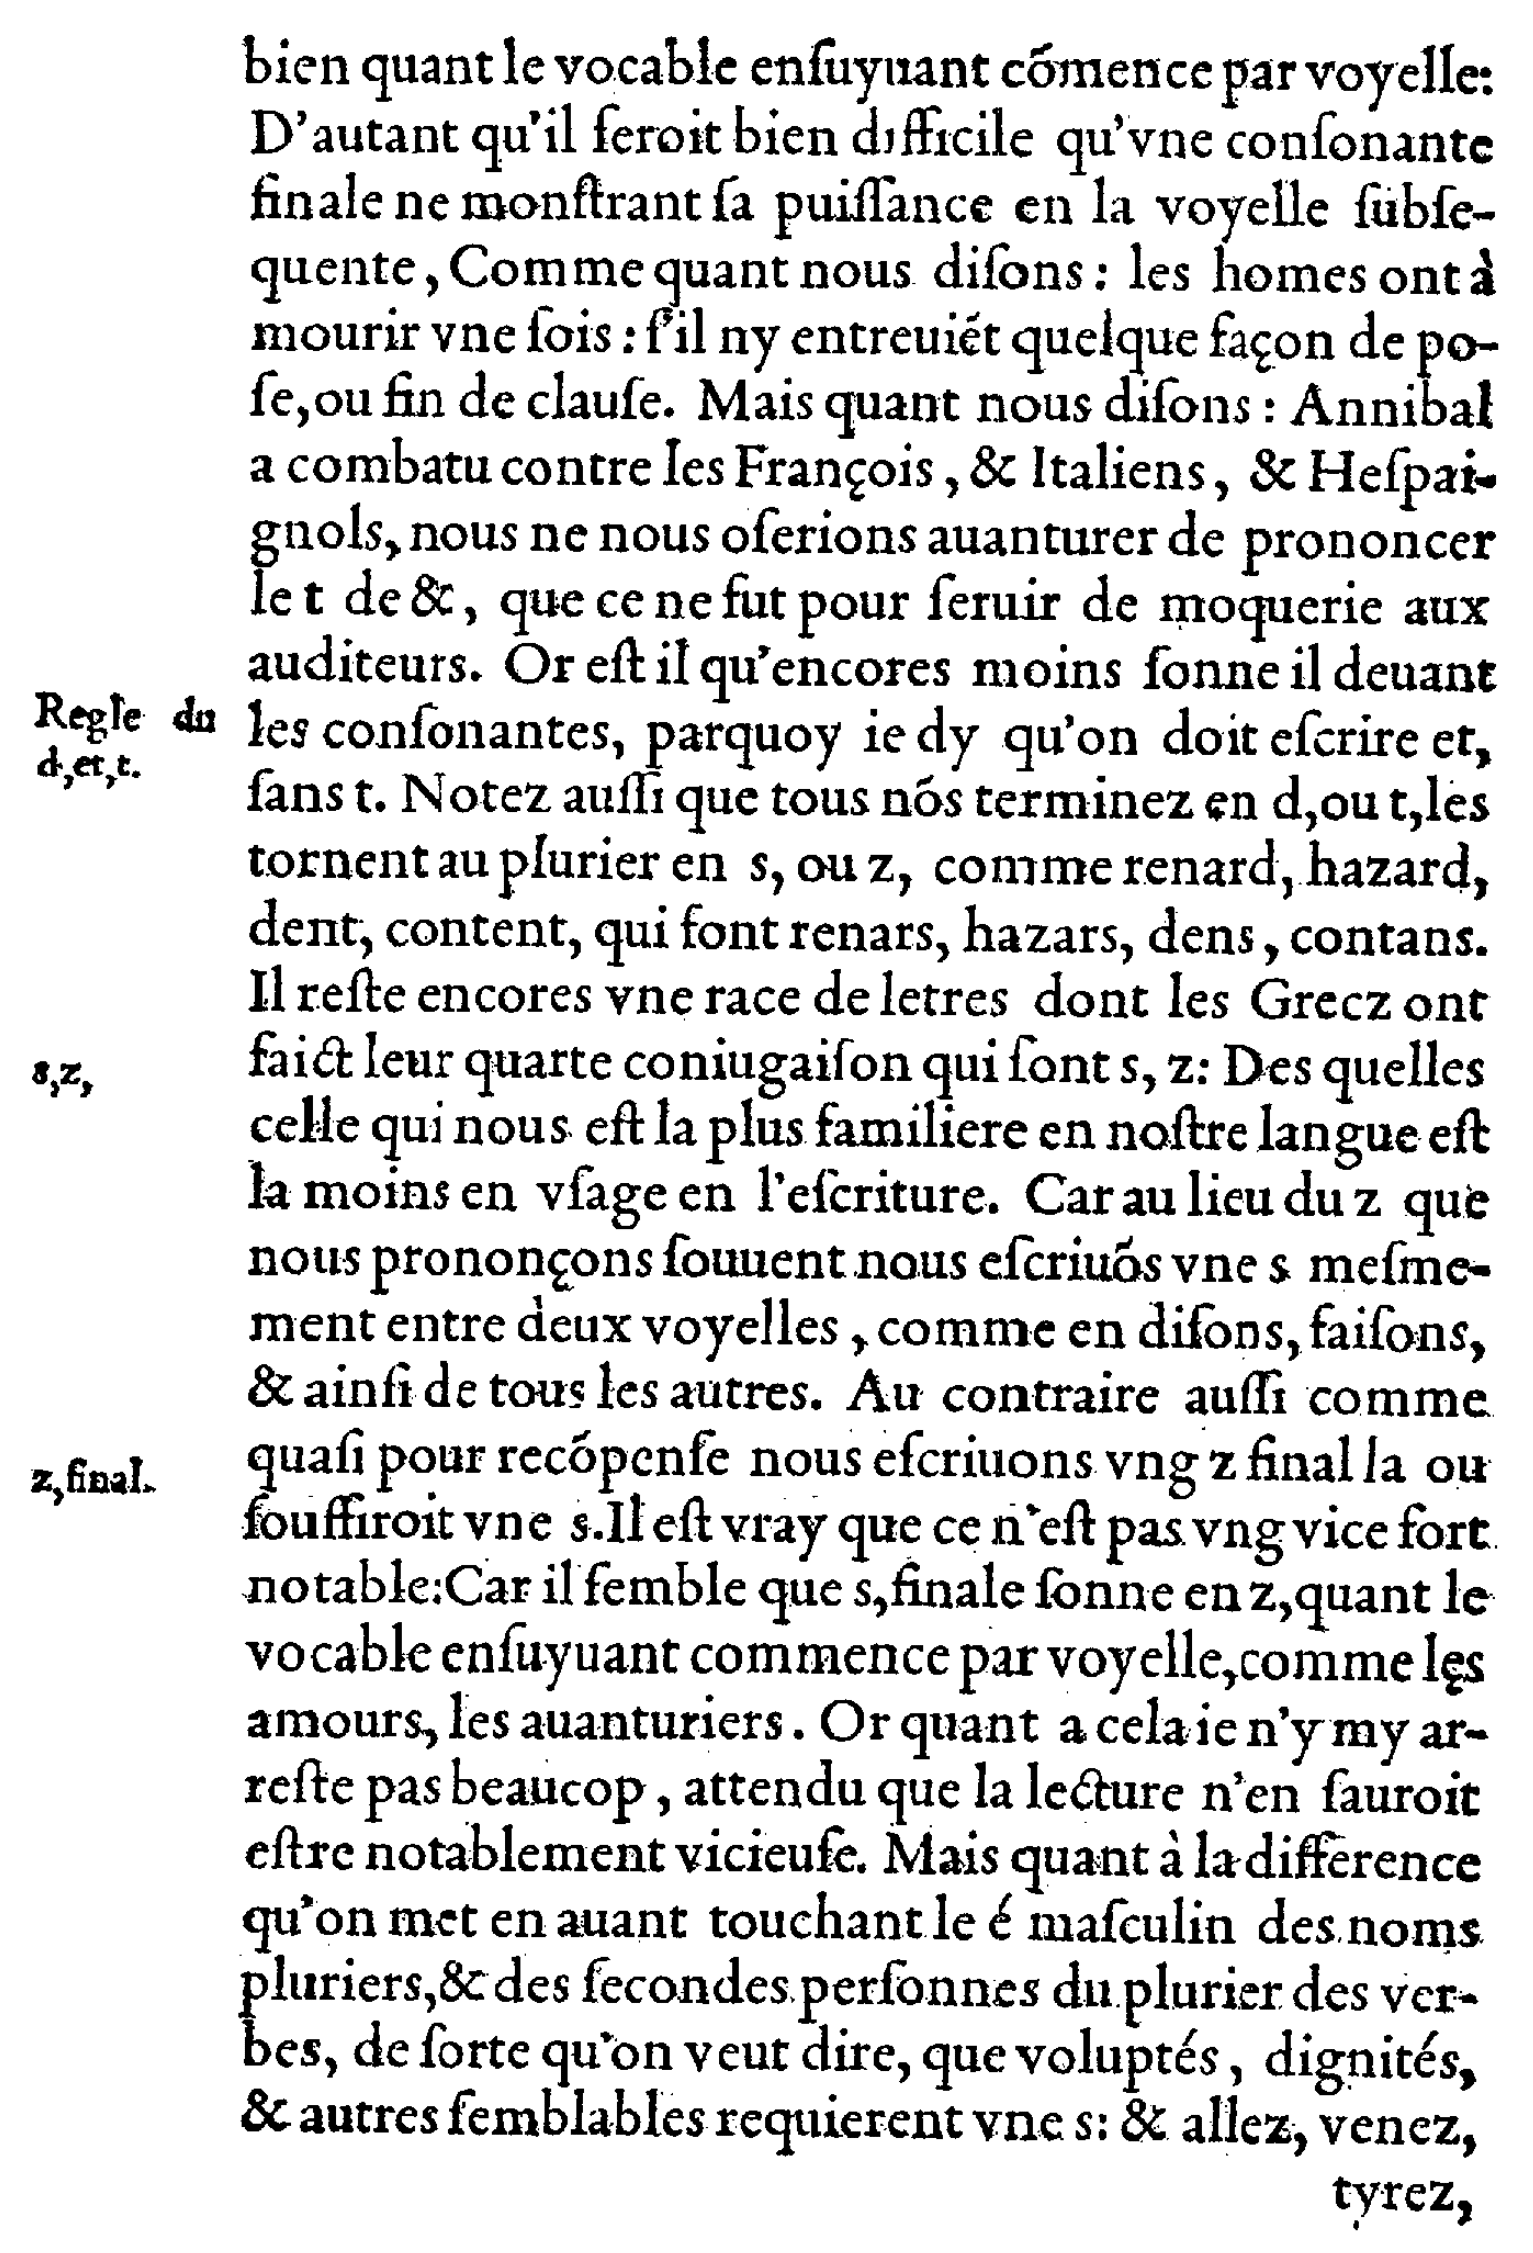 bien quant le vocable enſuyuant cõmence par voyelle:
D'autant qu'il ſeroit bien difficile qu'vne conſonante
finale ne monſtrant ſa puiſſance en la voyelle ſubſe-
quente, Comme quant nous diſons : les homes ont à
mourir vne fois : ſ'il ny entreuiét quelque façon de po-
ſe, ou fin de clauſe. Mais quant nous diſons : Annibal
a combatu contre les François, & Italiens, & Heſpai-
gnols, nous ne nous oſerions auanturer de prononcer
le t de &, que ce ne fut pour ſeruir de moquerie aux
auditeurs. Or eſt il qu'encores moins ſonne il deuant
Regle du
d,et,t.
les conſonantes, parquoy ie dy qu'on doit eſcrire et,
ſans t. Notez auſſi que tous nõs terminez en d, ou t, les
tornent au plurier en s, ou z, comme renard, hazard,
dent, content, qui font renars, hazars, dens, contans.
Il reſte encores vne race de letres dont les Grecz ont
s,z,
faict leur quarte coniugaiſon qui ſont s, z: Des quelles
celle qui nous eſt la plus familiere en noſtre langue eſt
la moins en vſage en l'eſcriture. Car au lieu du z que
nous prononçons ſouuent nous eſcriuõs vne s meſme-
ment entre deux voyelles, comme en diſons, faiſons,
& ainſi de tous les autres. Au contraire auſſi comme
z,final.
quaſi pour recõpenſe nous eſcriuons vng z final la ou
ſouffiroit vne s. Il eſt vray que ce n'eſt pas vng vice fort
notable: Car il ſemble que s, finale ſonne en z, quant le
vocable enſuyuant commence par voyelle, comme lęs
amours, les auanturiers. Or quant a cela ie n'y my ar-
reſte pas beaucop, attendu que la lecture n'en ſauroit
eſtre notablement vicieuſe. Mais quant à la difference
qu'on met en auant touchant le é maſculin des noms
pluriers, & des ſecondes perſonnes du plurier des ver-
bes, de ſorte qu'on veut dire, que voluptés, dignités,
& autres ſemblables requierent vne s: & allez, venez,
tyrez,